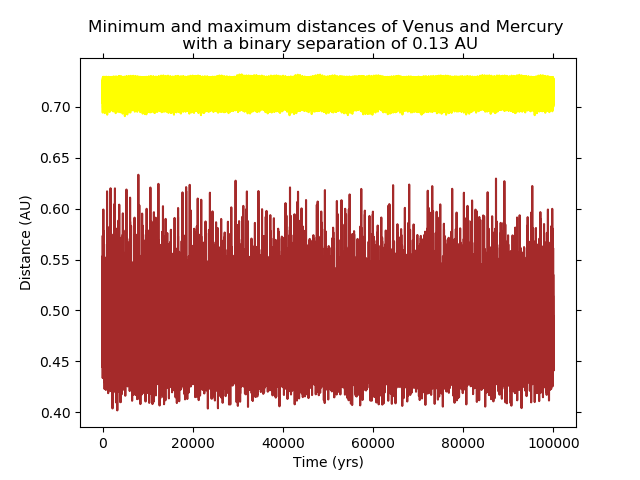 Minimum and maximum distances of Venus and Mercury
with a binary separation of 0.13 AU
0.70
0.65
0.60
0.55
0.50
0.45
0.40
Distance (AU)
0 20000 40000 60000 80000 100000
Time (yrs)